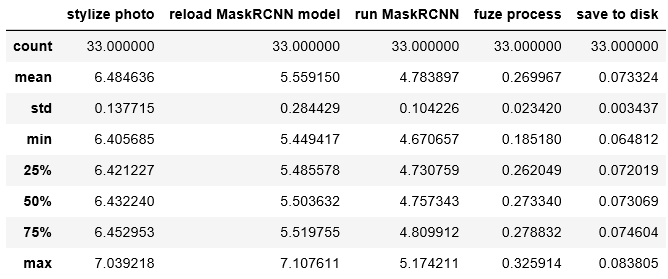 stylize photo reload MaskRCNN model run MaskRCNN fuze process save to disk
count 33.000000 33.000000 33.000000 33.000000 33.000000
mean 6.484636 5.559150 4.783897 0.269967 0.073324
std 0.137715 0.284429 0.104226 0.023420 0.003437
min 6.405685 5.449417 4.670657 0.185180 0.064812
25% 6.421227 5.485578 4.730759 0.262049 0.072019
50% 6.432240 5.503632 4.757343 0.273340 0.073069
75% 6.452953 5.519755 4.809912 0.278832 0.074604
max 7.039218 7.107611 5.174211 0.325914 0.083805